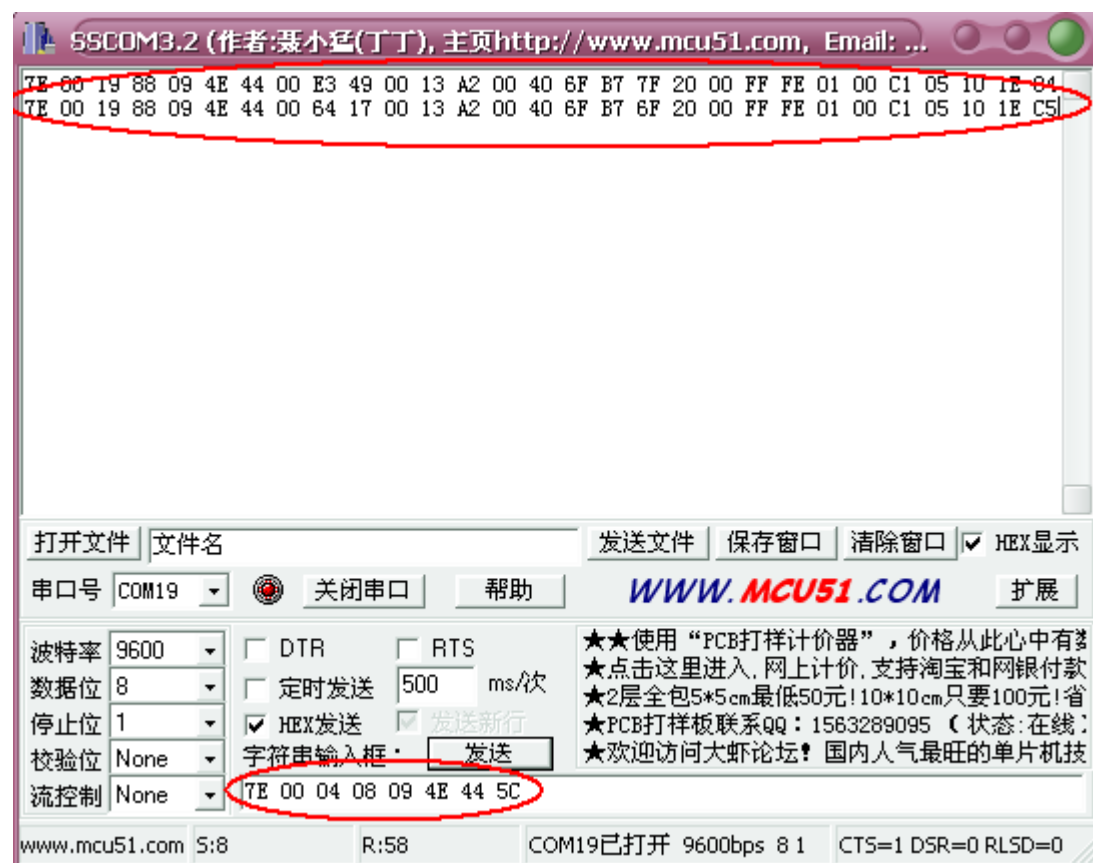 SSCOM3.2 (作者:聂小猛(丁丁), 主页http://www.mcu51.com, Email: ...
7E 00 19 88 09 4E 44 00 E3 49 00 13 A2 00 40 6F B7 7F 20 00 FF FE 01 00 C1 05 10 1E 84
7E 00 19 88 09 4E 44 00 64 17 00 13 A2 00 40 6F B7 6F 20 00 FF FE 01 00 C1 05 10 1E C5
打开文件 文件名 发送文件 保存窗口 清除窗口 HEX显示
串口号 COM19 关闭串口 帮助 WWW.MCU51.COM 扩展
波特率 9600 DTR RTS
数据位 8 定时发送 500 ms/次
停止位 1 HEX发送 发送新行
校验位 None 字符串输入框: 发送
流控制 None 7E 00 04 08 09 4E 44 5C
★★使用“PCB打样计价器”,价格从此心中有
★点击这里进入,网上计价,支持淘宝和网银付款
★2层全包5*5cm最低50元!10*10cm只要100元!省
★PCB打样板联系QQ:1563289095 (状态:在线
★欢迎访问大虾论坛!国内人气最旺的单片机技
www.mcu51.com S:8 R:58 COM19已打开 9600bps 8 1 CTS=1 DSR=0 RLSD=0